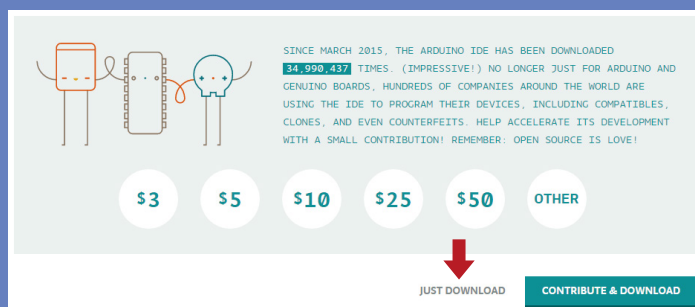 SINCE MARCH 2015, THE ARDUINO IDE HAS BEEN DOWNLOADED
34,990,437 TIMES. (IMPRESSIVE!) NO LONGER JUST FOR ARDUINO AND
GENUINO BOARDS, HUNDREDS OF COMPANIES AROUND THE WORLD ARE
USING THE IDE TO PROGRAM THEIR DEVICES, INCLUDING COMPATIBLES,
CLONES, AND EVEN COUNTERFEITS. HELP ACCELERATE ITS DEVELOPMENT
WITH A SMALL CONTRIBUTION! REMEMBER: OPEN SOURCE IS LOVE!
$3 $5 $10 $25 $50 OTHER
JUST DOWNLOAD CONTRIBUTE & DOWNLOAD